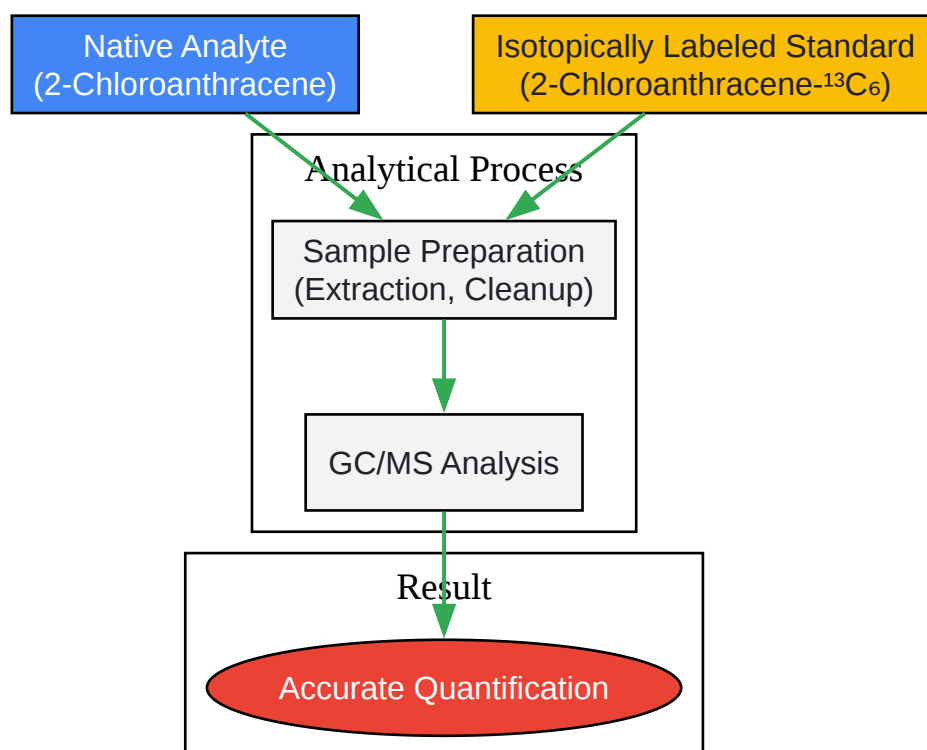 Native Analyte
(2-Chloroanthracene)
Isotopically Labeled Standard
(2-Chloroanthracene-¹³C₆)
Analytical Process
Sample Preparation
(Extraction, Cleanup)
GC/MS Analysis
Result
Accurate Quantification